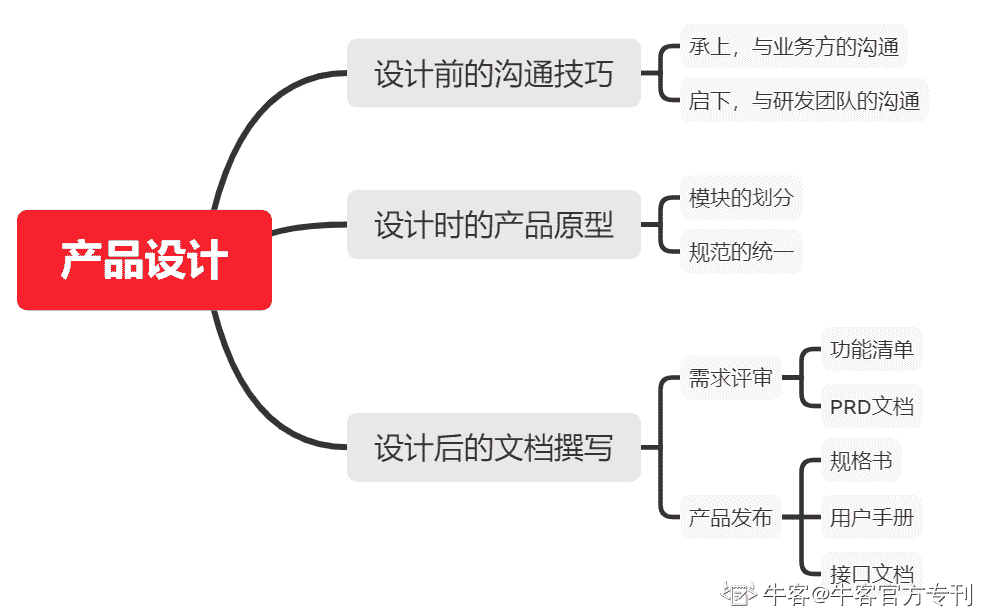 产品设计
设计前的沟通技巧
承上，与业务方的沟通
启下，与研发团队的沟通
设计时的产品原型
模块的划分
规范的统一
设计后的文档撰写
需求评审
功能清单
PRD文档
产品发布
规格书
用户手册
接口文档
牛客@牛客官方专刊